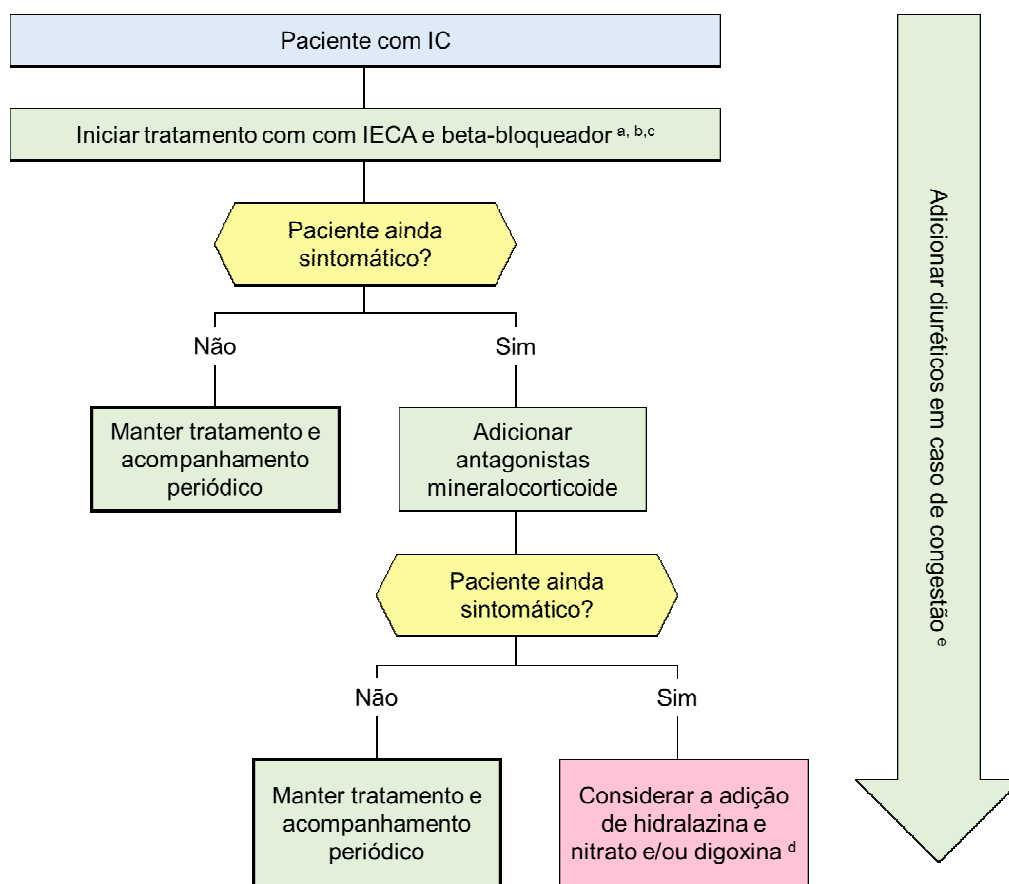 Paciente com IC
Iniciar tratamento com com IECA e beta-bloqueador a, b,c
Paciente ainda
sintomático?
Não
Sim
Manter tratamento e
acompanhamento
periódico
Adicionar
antagonistas
mineralocorticoide
Paciente ainda
sintomático?
Não
Sim
Manter tratamento e
acompanhamento
periódico
Considerar a adição
de hidralazina e
nitrato e/ou digoxina d
Adicionar diuréticos em caso de congestão e